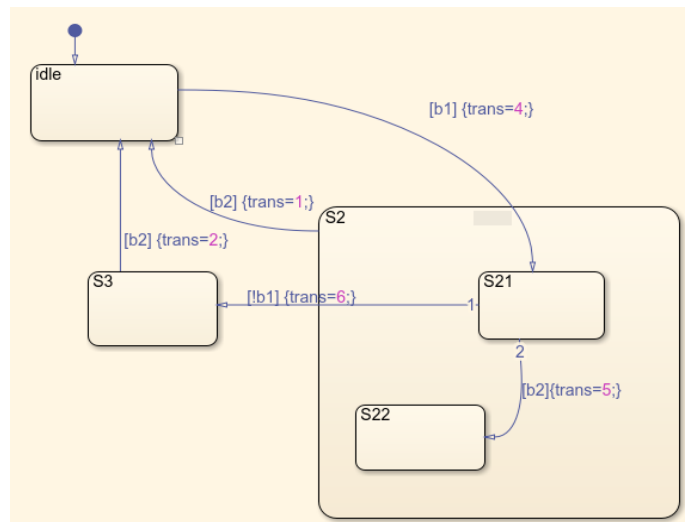 idle
[b1] {trans=4;}
[b2] {trans=1;}
S2
[b2] {trans=2;}
S3
S21
[!b1] {trans=6;}
1
2
[b2]{trans=5;}
S22